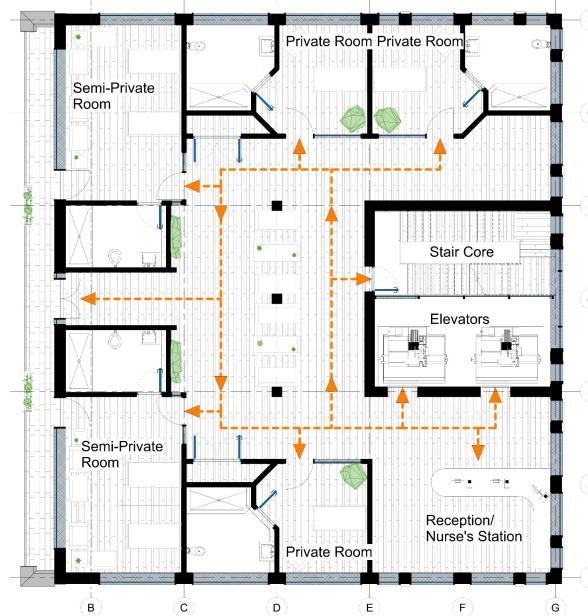 Private Room
Private Room
Semi-Private
Room
Stair Core
Elevators
Semi-Private
Room
Reception/
Nurse's Station
Private Room
B
C
D
E
F
G